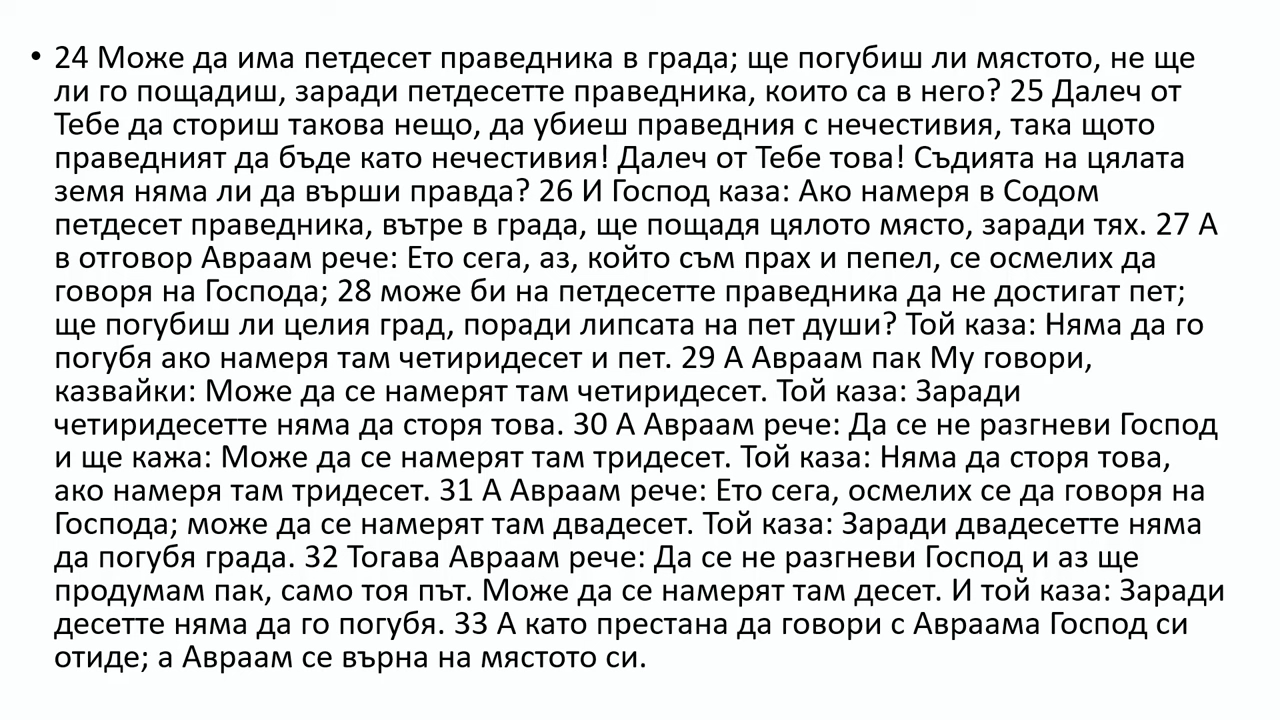 • 24 Може да има петдесет праведника в града; ще погубиш ли мястото, не ще
ли го пощадиш, заради петдесетте праведника, които са в него? 25 Далеч от
Тебе да сториш такова нещо, да убиеш праведния с нечестивия, така щото
праведният да бъде като нечестивия! Далеч от Тебе това! Съдията на цялата
земя няма ли да върши правда? 26 И Господ каза: Ако намеря в Содом
петдесет праведника, вътре в града, ще пощадя цялото място, заради тях. 27 А
в отговор Авраам рече: Ето сега, аз, който съм прах и пепел, се осмелих да
говоря на Господа; 28 може би на петдесетте праведника да не достигат пет;
ще погубиш ли целия град, поради липсата на пет души? Той каза: Няма да го
погубя ако намеря там четиридесет и пет. 29 А Авраам пак Му говори,
казвайки: Може да се намерят там четиридесет. Той каза: Заради
четиридесетте няма да сторя това. 30 А Авраам рече: Да се не разгневи Господ
и ще кажа: Може да се намерят там тридесет. Той каза: Няма да сторя това,
ако намеря там тридесет. 31 А Авраам рече: Ето сега, осмелих се да говоря на
Господа; може да се намерят там двадесет. Той каза: Заради двадесетте няма
да погубя града. 32 Тогава Авраам рече: Да се не разгневи Господ и аз ще
продумам пак, само тоя път. Може да се намерят там десет. И той каза: Заради
десетте няма да го погубя. 33 А като престана да говори с Авраама Господ си
отиде; а Авраам се върна на мястото си.